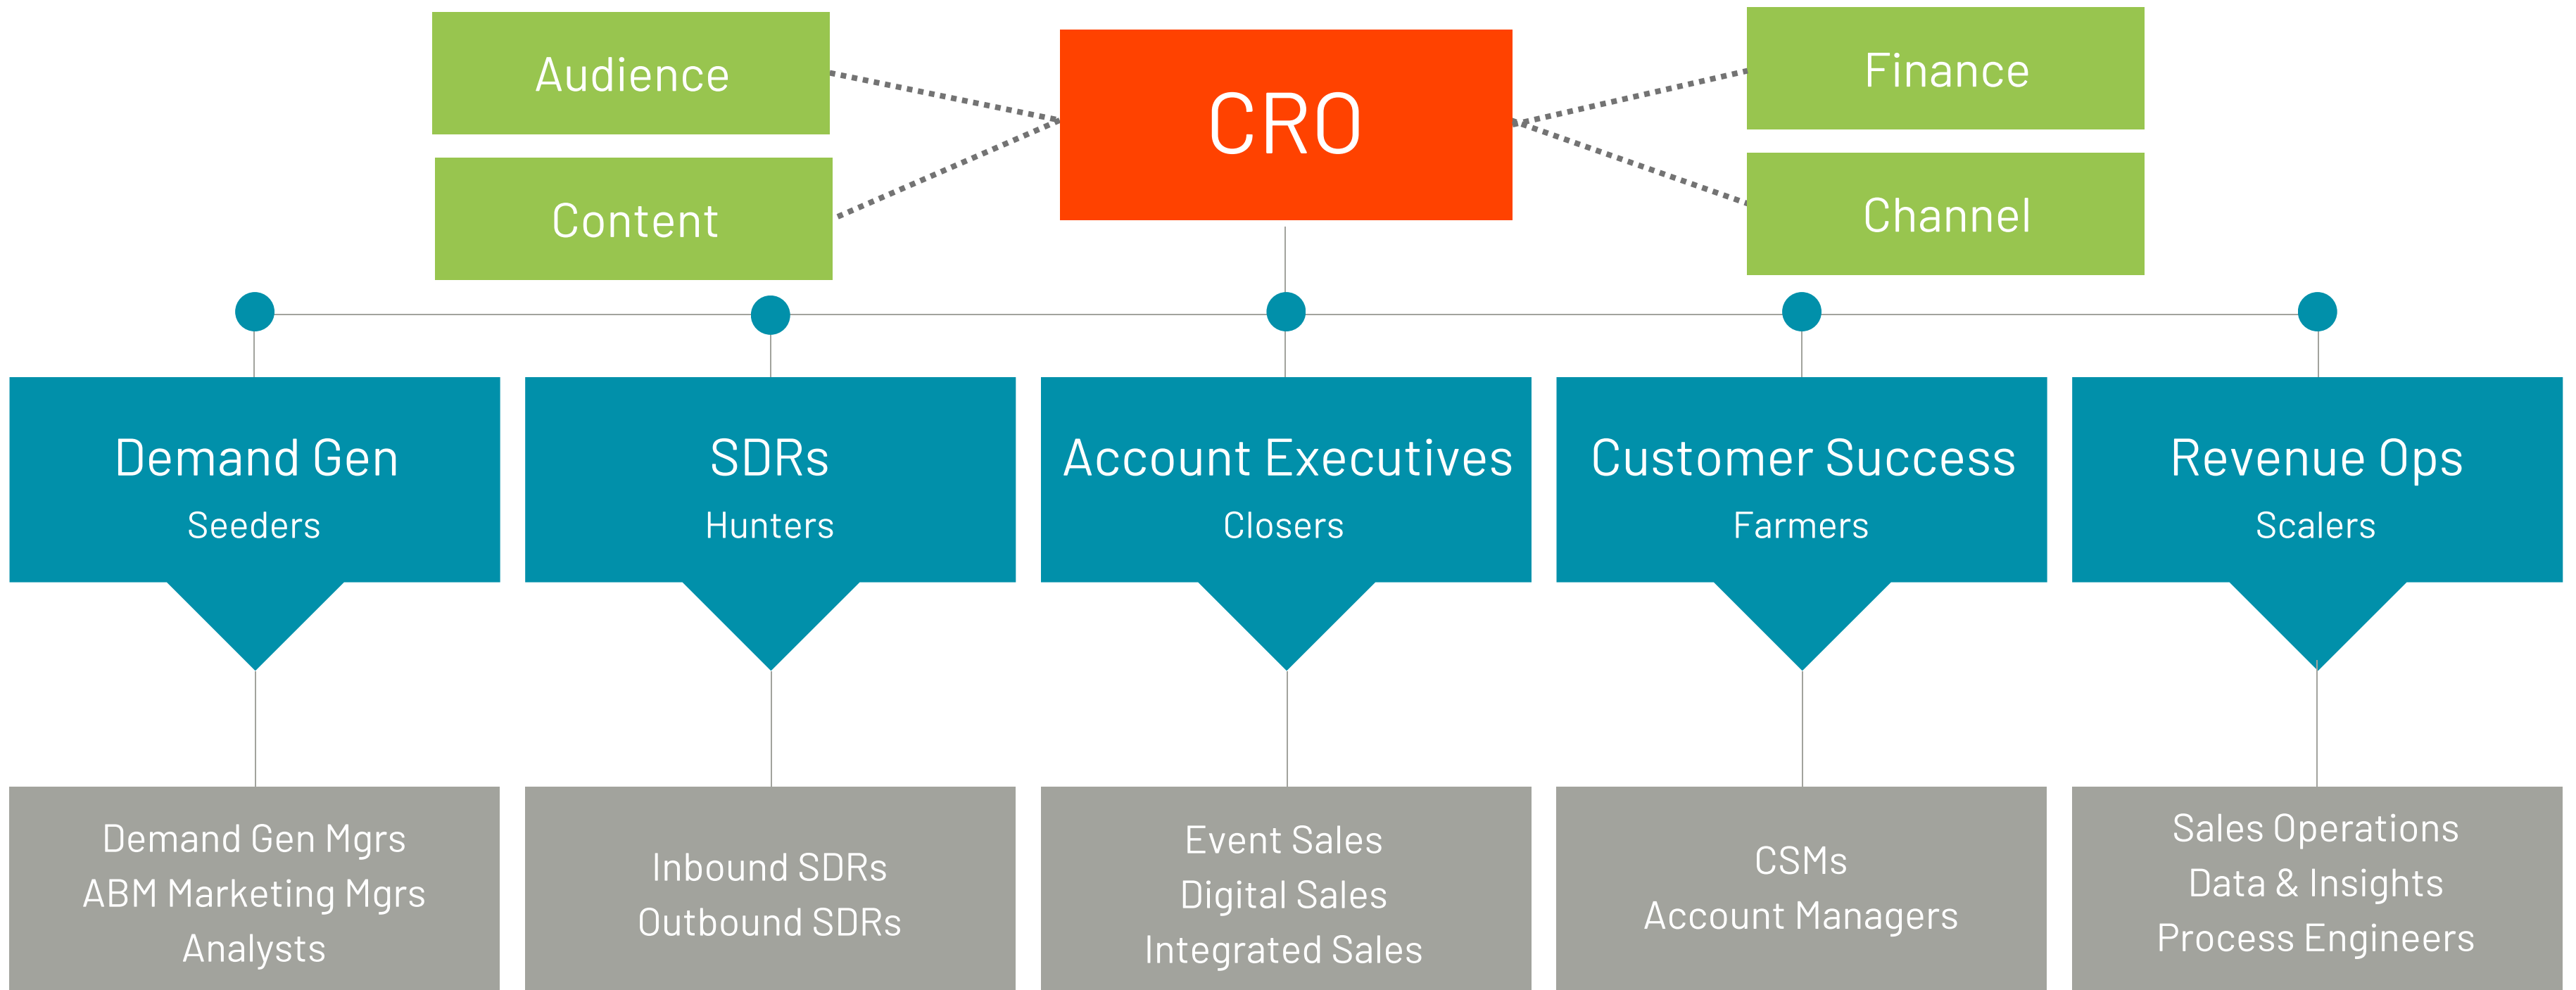 Audience
Content
CRO
Finance
Channel
Demand Gen
Seeders
SDRs
Hunters
Account Executives
Closers
Customer Success
Farmers
Revenue Ops
Scalers
Demand Gen Mgrs
ABM Marketing Mgrs
Analysts
Inbound SDRs
Outbound SDRs
Event Sales
Digital Sales
Integrated Sales
CSMs
Account Managers
Sales Operations
Data & Insights
Process Engineers